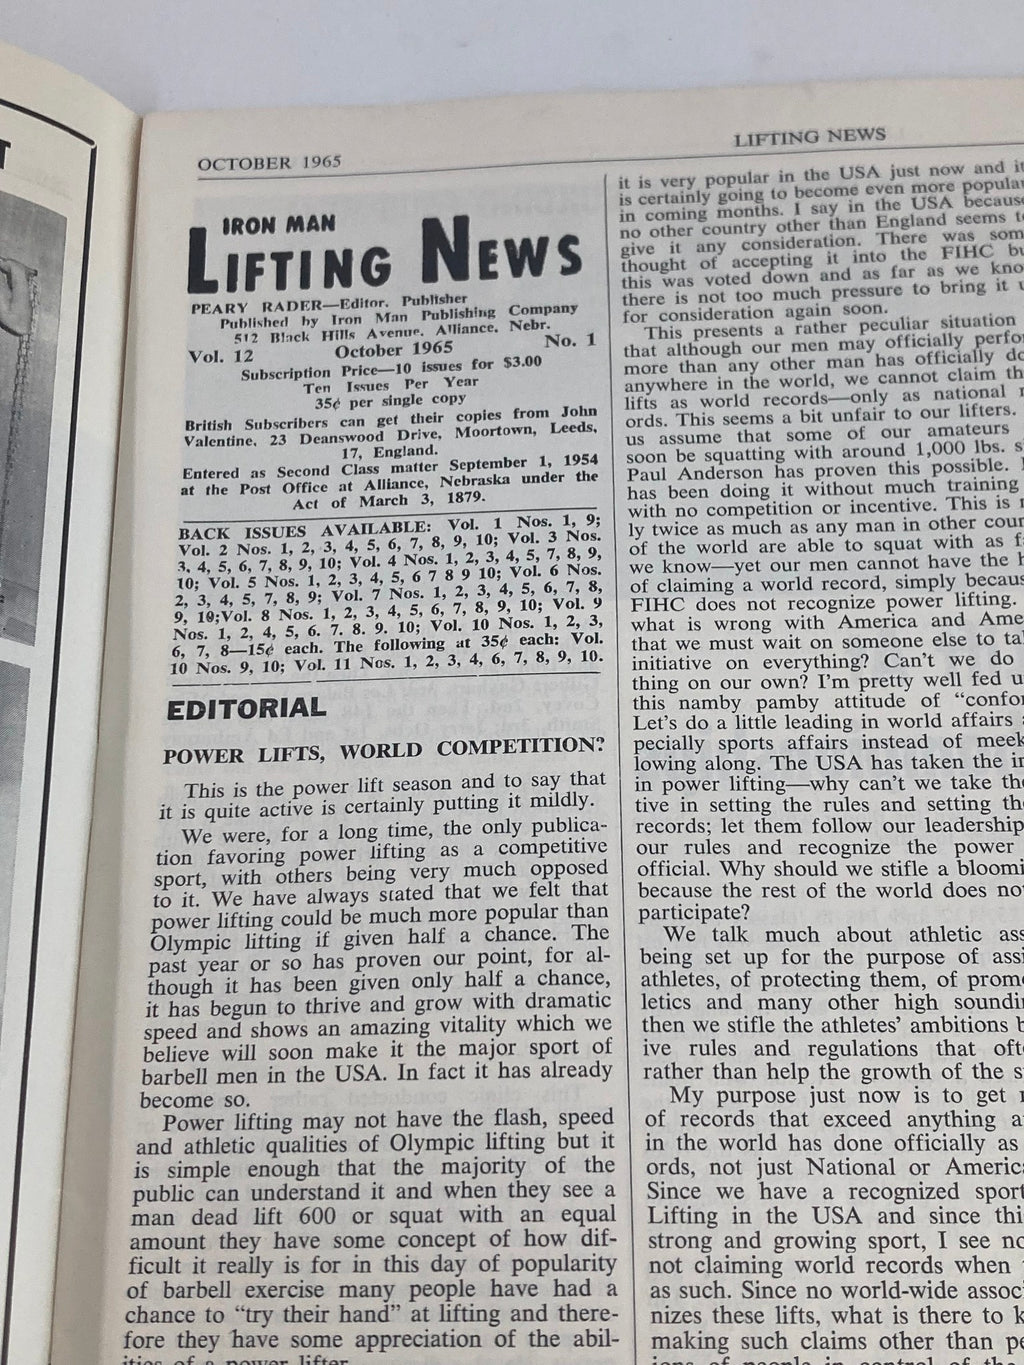 T
OCTOBER 1965
LIFTING NEWS
IRON MAN
LIFTING NEWS
PEARY RADER—Editor. Publisher
Published by Iron Man Publishing Company
512 Black Hills Avenue. Alliance. Nebr.
Vol. 12 October 1965 No. 1
Subscription Price—10 issues for $3.00
Ten Issues Per Year
35¢ per single copy
British Subscribers can get their copies from John
Valentine, 23 Deanswood Drive, Moortown, Leeds,
17, England.
Entered as Second Class matter September 1, 1954
at the Post Office at Alliance, Nebraska under the
Act of March 3, 1879.
BACK ISSUES AVAILABLE: Vol. 1 Nos. 1, 9;
Vol. 2 Nos. 1, 2, 3, 4, 5, 6, 7, 8, 9, 10; Vol. 3 Nos.
3, 4, 5, 6, 7, 8, 9, 10; Vol. 4 Nos. 1, 2, 3, 4, 5, 7, 8, 9,
10; Vol. 5 Nos. 1, 2, 3, 4, 5, 6 7 8 9 10; Vol. 6 Nos.
2, 3, 4, 5, 7, 8, 9; Vol. 7 Nos. 1, 2, 3, 4, 5, 6, 7, 8,
9, 10;Vol. 8 Nos. 1, 2, 3, 4, 5, 6, 7, 8, 9, 10; Vol. 9
Nos. 1, 2, 4, 5, 6. 7. 8. 9. 10; Vol. 10 Nos. 1, 2, 3,
6, 7, 8—15¢ each. The following at 35¢ each: Vol.
10 Nos. 9, 10; Vol. 11 Nos. 1, 2, 3, 4, 6, 7, 8, 9, 10.
EDITORIAL
POWER LIFTS, WORLD COMPETITION?
This is the power lift season and to say that
it is quite active is certainly putting it mildly.
We were, for a long time, the only publica-
tion favoring power lifting as a competitive
sport, with others being very much opposed
to it. We have always stated that we felt that
power lifting could be much more popular than
Olympic lifting if given half a chance. The
past year or so has proven our point, for al-
though it has been given only half a chance,
it has begun to thrive and grow with dramatic
speed and shows an amazing vitality which we
believe will soon make it the major sport of
barbell men in the USA. In fact it has already
become so.
Power lifting may not have the flash, speed
and athletic qualities of Olympic lifting but it
is simple enough that the majority of the
public can understand it and when they see a
man dead lift 600 or squat with an equal
amount they have some concept of how dif-
ficult it really is for in this day of popularity
of barbell exercise many people have had a
chance to "try their hand" at lifting and there-
fore they have some appreciation of the abil-
ities of a power lifter.
it is very popular in the USA just now and it
is certainly going to become even more popular
in coming months. I say in the USA because
no other country other than England seems to
give it any consideration. There was som
thought of accepting it into the FIHC bu
this was voted down and as far as we kno
there is not too much pressure to bring it u
for consideration again soon.
This presents a rather peculiar situation
that although our men may officially perfo
more than any other man has officially do
anywhere in the world, we cannot claim th
lifts as world records—only as national r
ords. This seems a bit unfair to our lifters.
us assume that some of our amateurs
soon be squatting with around 1,000 lbs. s
Paul Anderson has proven this possible.
has been doing it without much training
with no competition or incentive. This is
ly twice as much as any man in other coun
of the world are able to squat with as fa
we know—yet our men cannot have the h
of claiming a world record, simply becaus
FIHC does not recognize power lifting.
what is wrong with America and Ame
that we must wait on someone else to ta
initiative on everything? Can't we do
thing on our own? I'm pretty well fed u
this namby pamby attitude of "confor
Let's do a little leading in world affairs
pecially sports affairs instead of meek
lowing along. The USA has taken the in
in power lifting—why can't we take the
tive in setting the rules and setting the
records; let them follow our leadership
our rules and recognize the power
official. Why should we stifle a bloomi
because the rest of the world does no
participate?
We talk much about athletic ass
being set up for the purpose of assi
athletes, of protecting them, of prom
letics and many other high soundi
then we stifle the athletes' ambitions b
ive rules and regulations that oft
rather than help the growth of the s
My purpose just now is to get
of records that exceed anything a
in the world has done officially as
ords, not just National or America
Since we have a recognized sport
Lifting in the USA and since thi
strong and growing sport, I see no
not claiming world records when
as such. Since no world-wide assoc
nizes these lifts, what is there to k
making such claims other than pe
ions of people in control of the